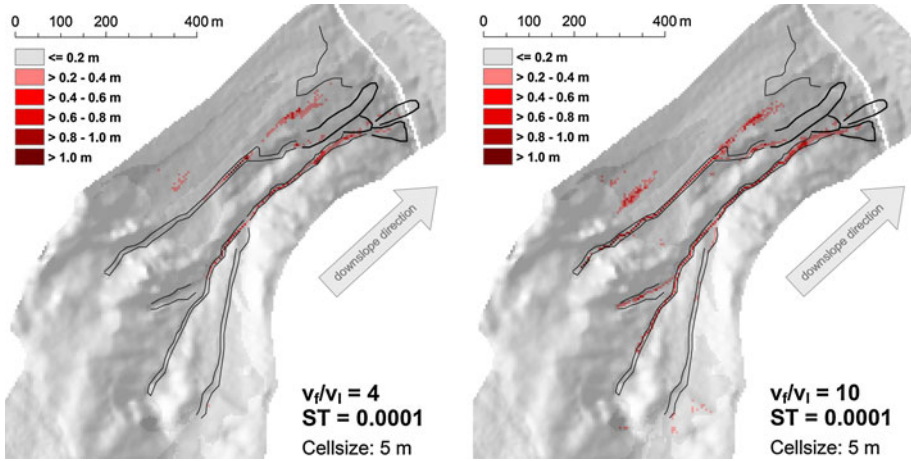 0 200 400 m
<= 0.2 m
> 0.2 - 0.4 m
> 0.4 - 0.6 m
> 0.6 - 0.8 m
> 0.8 - 1.0 m
> 1.0 m
downslope direction
vf/vl = 4
ST = 0.0001
Cellsize: 5 m
0 200 400 m
<= 0.2 m
> 0.2 - 0.4 m
> 0.4 - 0.6 m
> 0.6 - 0.8 m
> 0.8 - 1.0 m
> 1.0 m
downslope direction
vf/vl = 10
ST = 0.0001
Cellsize: 5 m